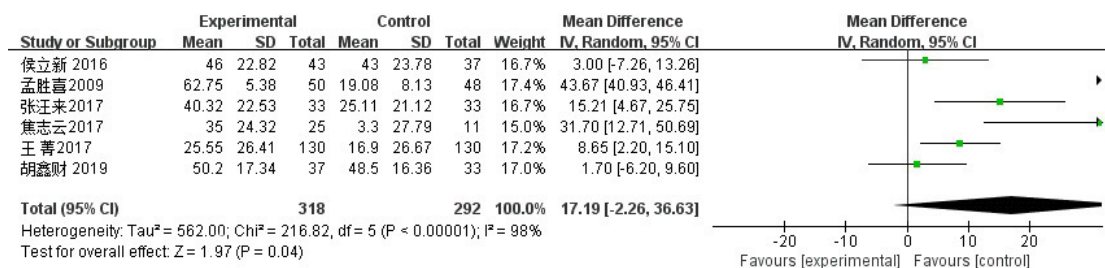 Experimental Control Mean Difference Mean Difference
Study or Subgroup Mean SD Total Mean SD Total Weight IV, Random, 95% CI IV, Random, 95% CI
侯立新 2016 46 22.82 43 43 23.78 37 16.7% 3.00 [-7.26, 13.26]
孟胜喜2009 62.75 5.38 50 19.08 8.13 48 17.4% 43.67 [40.93, 46.41]
张汪来2017 40.32 22.53 33 25.11 21.12 33 16.7% 15.21 [4.67, 25.75]
焦志云2017 35 24.32 25 3.3 27.79 11 15.0% 31.70 [12.71, 50.69]
王 菁2017 25.55 26.41 130 16.9 26.67 130 17.2% 8.65 [2.20, 15.10]
胡鑫财 2019 50.2 17.34 37 48.5 16.36 33 17.0% 1.70 [-6.20, 9.60]
Total (95% CI) 318 292 100.0% 17.19 [-2.26, 36.63]
Heterogeneity: Tau² = 562.00; Chi² = 216.82, df = 5 (P < 0.00001); I² = 98%
Test for overall effect: Z = 1.97 (P = 0.04)
-20 -10 0 10 20
Favours [experimental] Favours [control]